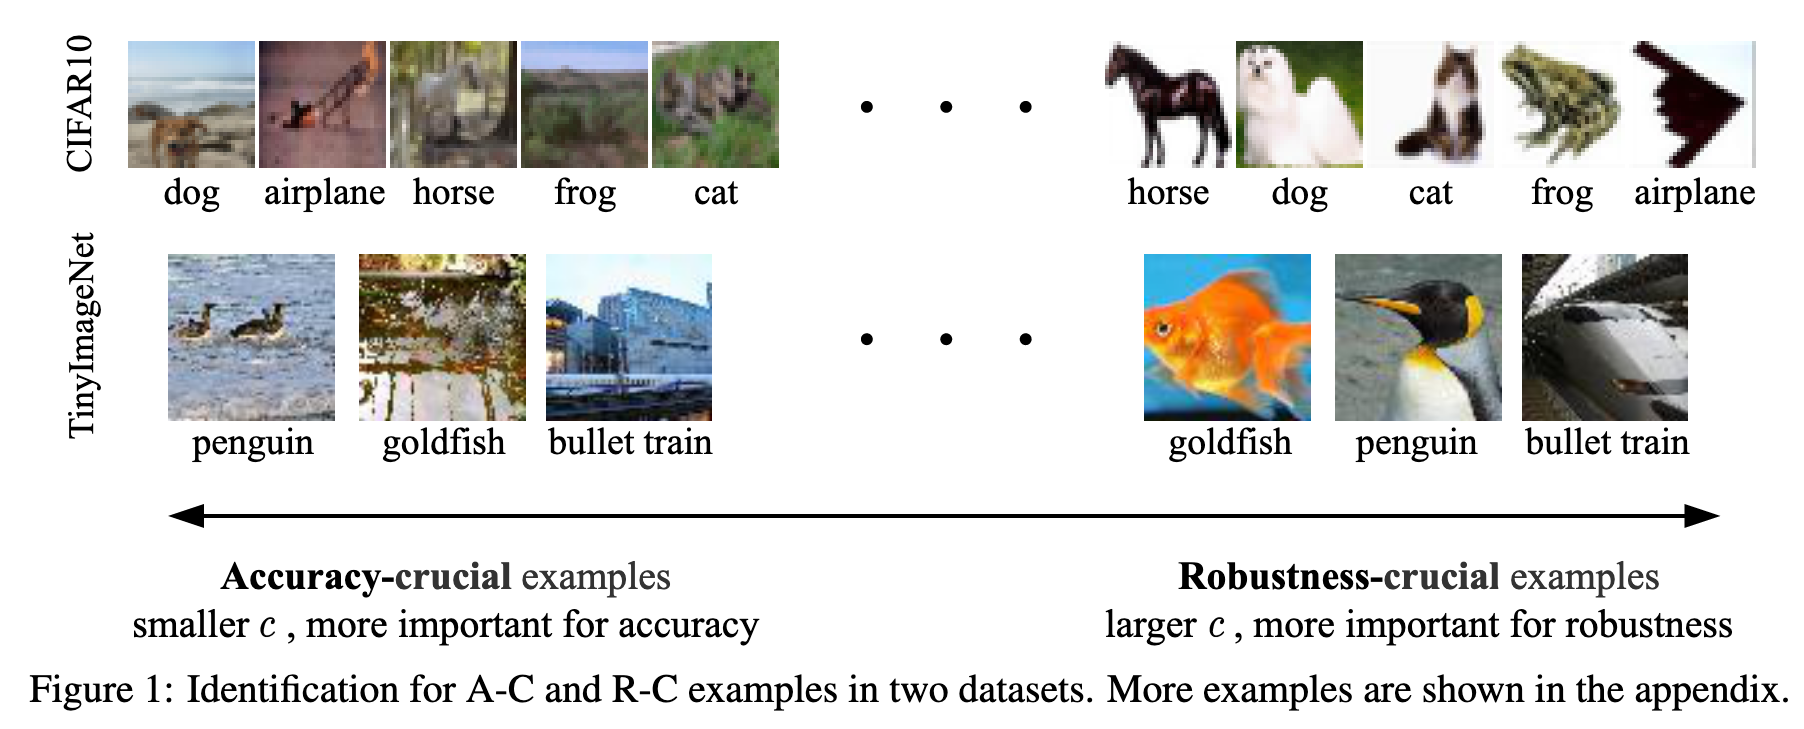 CIFAR10
dog airplane horse frog cat horse dog cat frog airplane
TinyImageNet
penguin goldfish bullet train goldfish penguin bullet train
Accuracy-crucial examples Robustness-crucial examples
smaller c , more important for accuracy larger c , more important for robustness
Figure 1: Identification for A-C and R-C examples in two datasets. More examples are shown in the appendix.